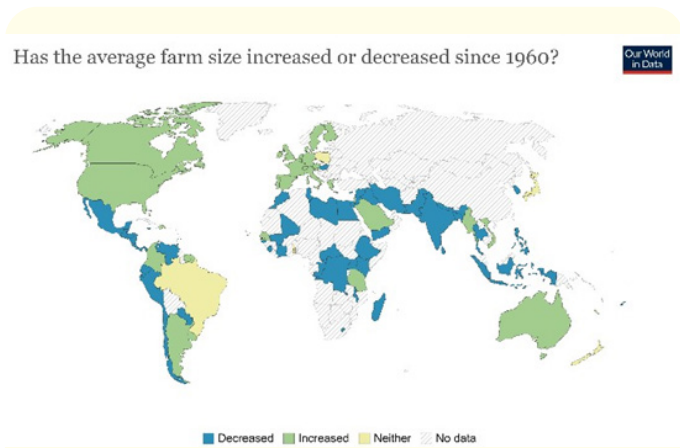 Has the average farm size increased or decreased since 1960?
Our World
in Data
Decreased Increased Neither No data